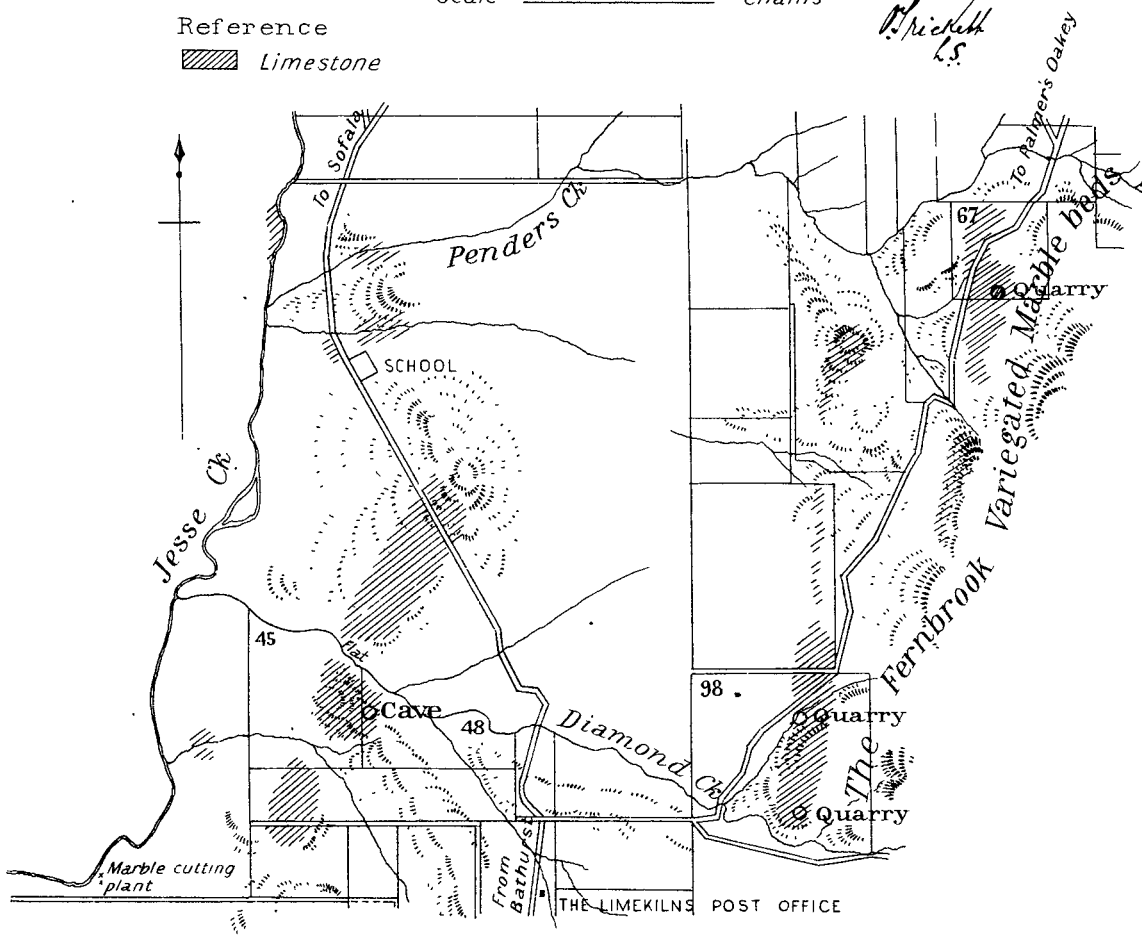 Scale Chains
Reference
Limestone
O. Trickett
L.S.
To Sofala
To Palmer's Oakey
Penders Ck
67
Quarry
SCHOOL
Jesse Ck
The Fernbrook Variegated Marble beds
45
Flat
Cave
48
98
Quarry
Diamond Ck
Quarry
Marble cutting
plant
From
Bathurst
THE LIMEKILNS POST OFFICE